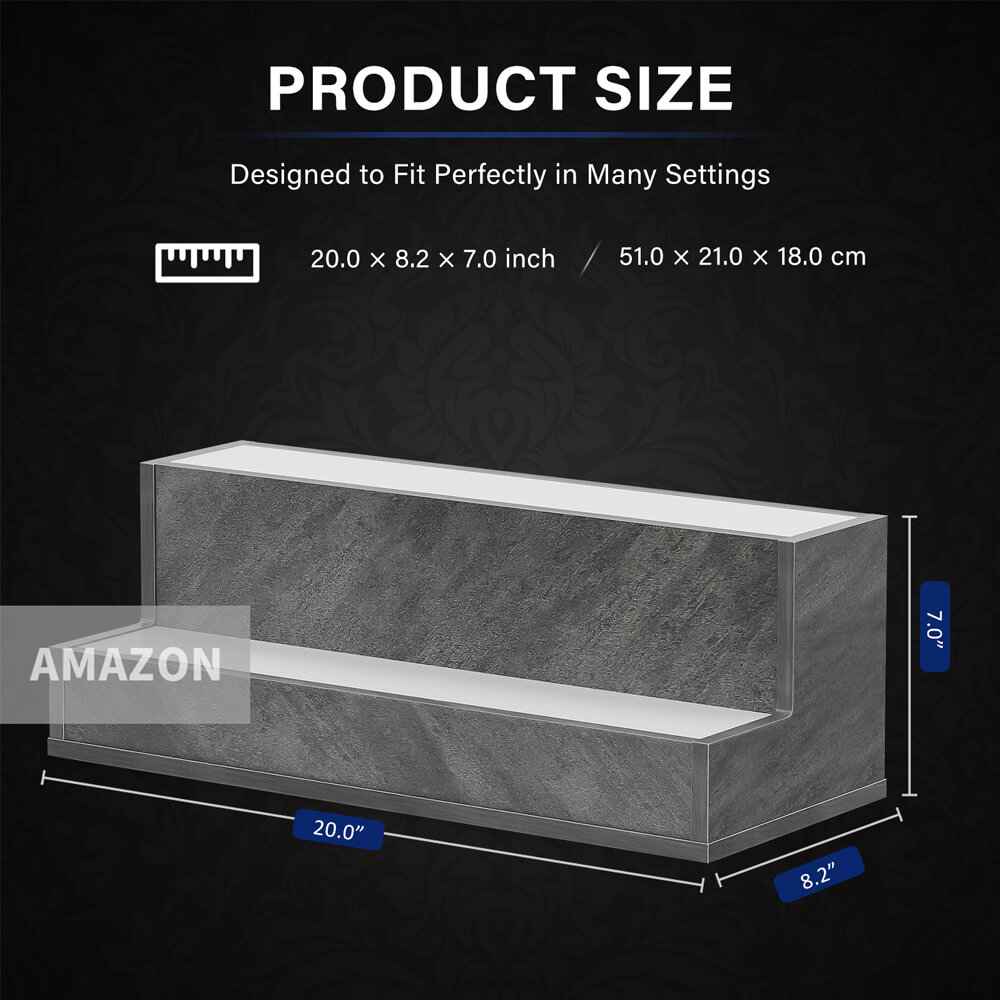 PRODUCT SIZE
Designed to Fit Perfectly in Many Settings
20.0 × 8.2 × 7.0 inch / 51.0 × 21.0 × 18.0 cm
7.0”
AMAZON
20.0”
8.2”